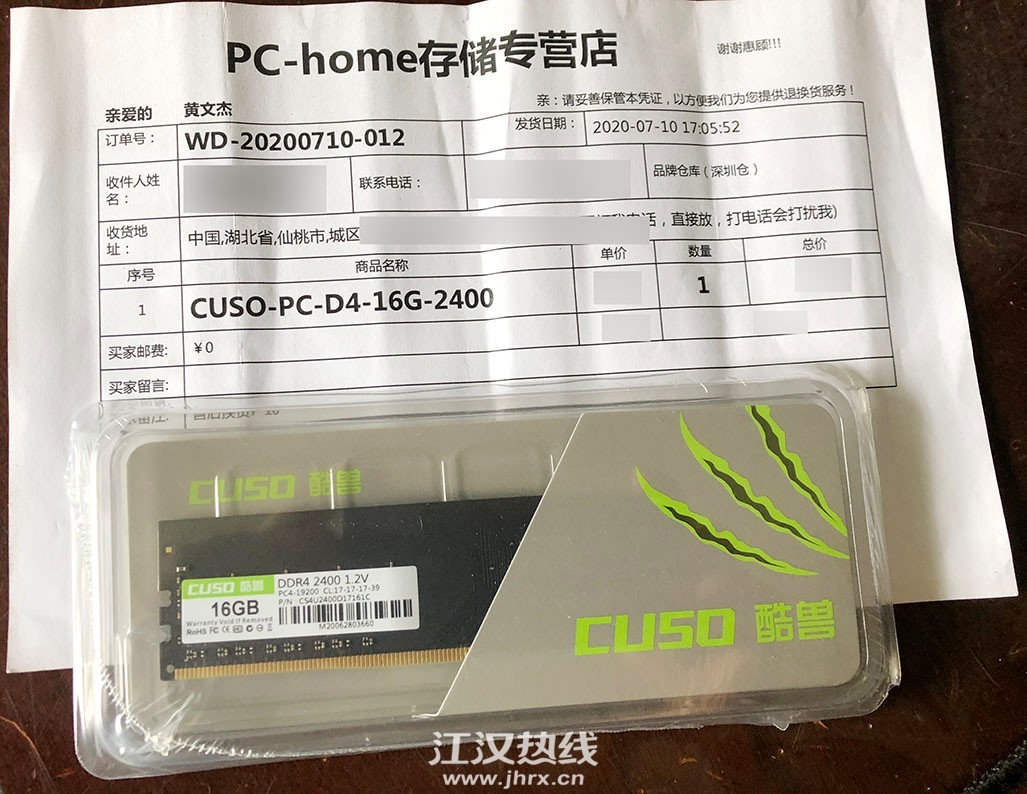 PC-home存储专营店
谢谢惠顾!!!
亲爱的 黄文杰
亲：请妥善保管本凭证，以方便我们为您提供退换货服务！
订单号： WD-20200710-012 发货日期： 2020-07-10 17:05:52
收件人姓名： 联系电话： 品牌仓库（深圳仓）
收货地址： 中国,湖北省,仙桃市,城区 电话，直接放，打电话会打扰我)
序号 商品名称 单价 数量 总价
1 CUSO-PC-D4-16G-2400 1
买家邮费: ￥0
买家留言:
CUSO 酷兽
CUSO 酷兽 DDR4 2400 1.2V
PC4-19200 CL:17-17-17-39
16GB P/N：CS4U2400D17161C
Warranty Void If Removed
RoHS FC CE M20062803660
CUSO 酷兽
江汉热线
www.jhrx.cn